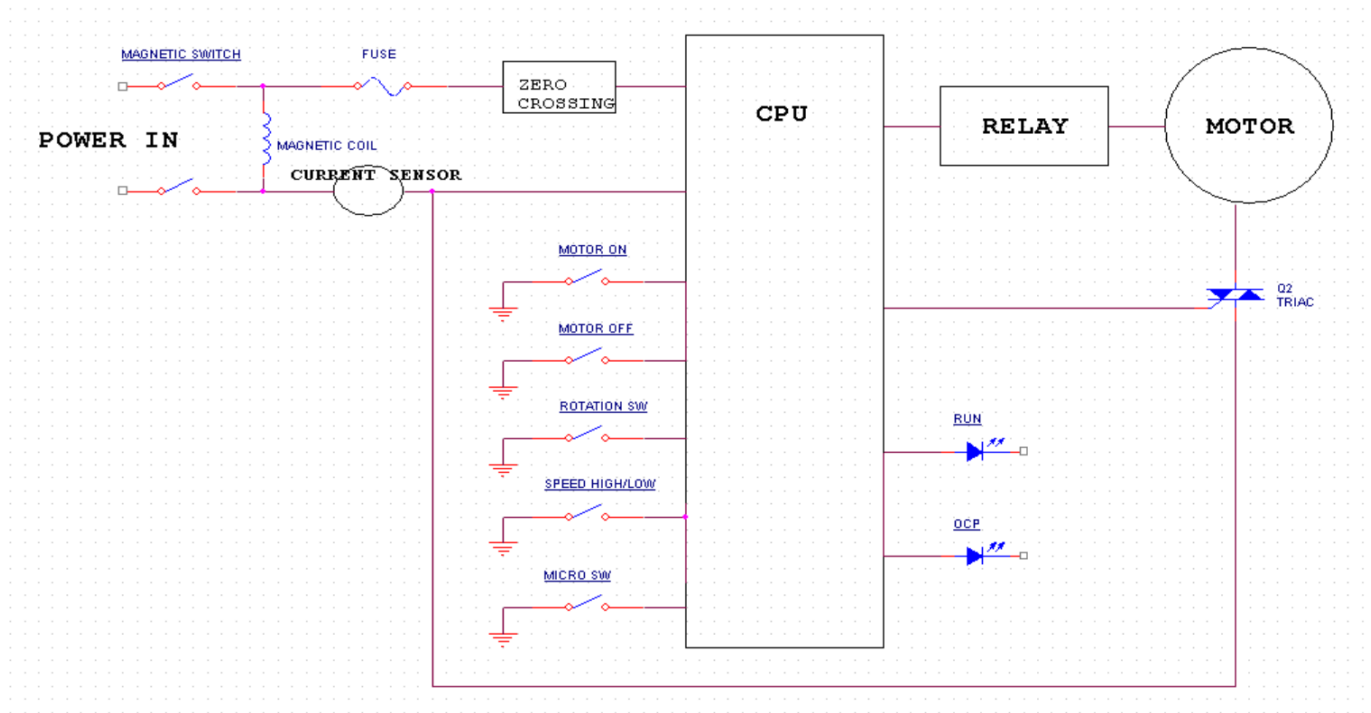 MAGNETIC SWITCH
FUSE
ZERO
CROSSING
CPU
RELAY
MOTOR
POWER IN
MAGNETIC COIL
CURRENT SENSOR
MOTOR ON
Q2
TRIAC
MOTOR OFF
ROTATION SW
RUN
SPEED HIGH/LOW
OCP
MICRO SW